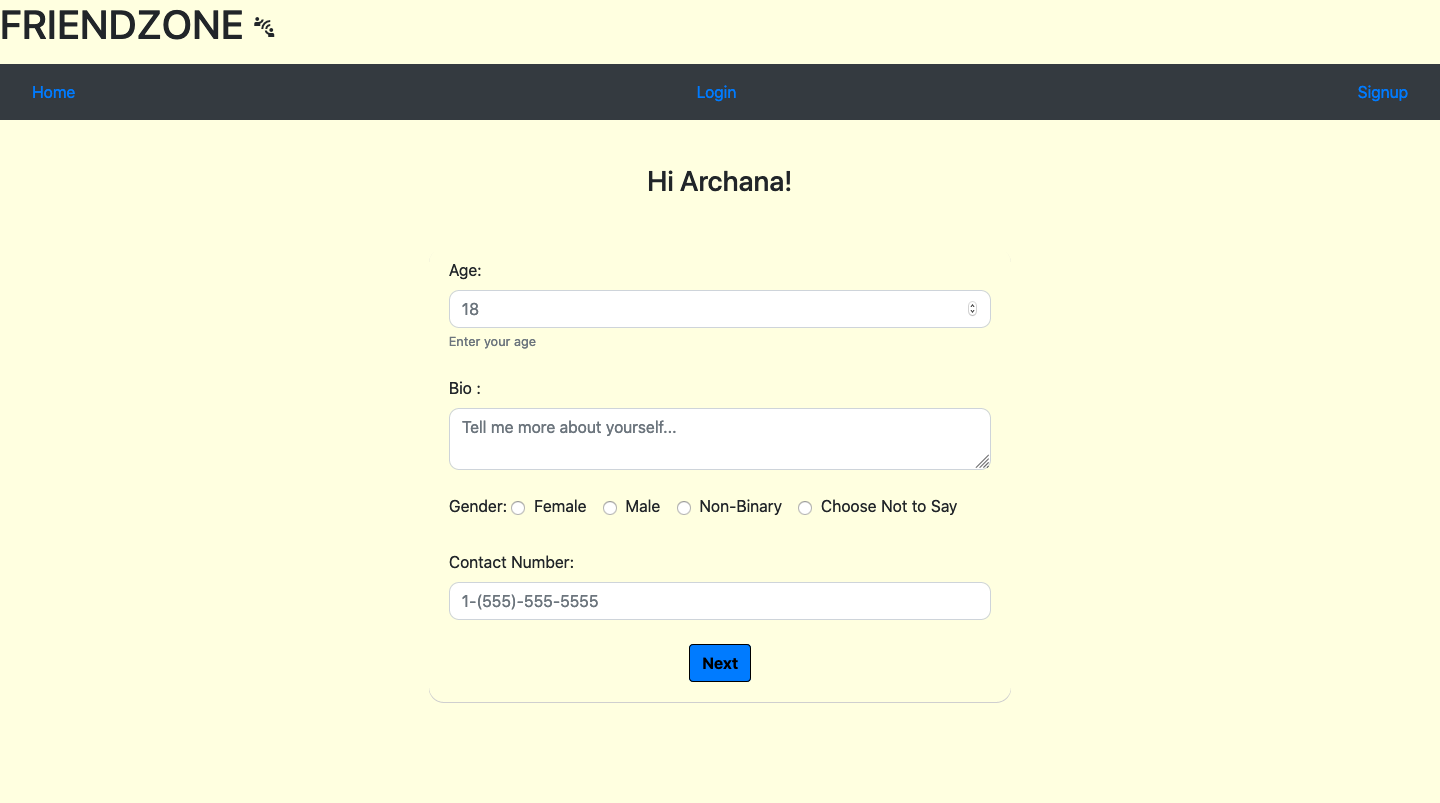 FRIENDZONE
Home Login Signup
Hi Archana!
Age:
18
Enter your age
Bio :
Tell me more about yourself...
Gender: Female Male Non-Binary Choose Not to Say
Contact Number:
1-(555)-555-5555
Next